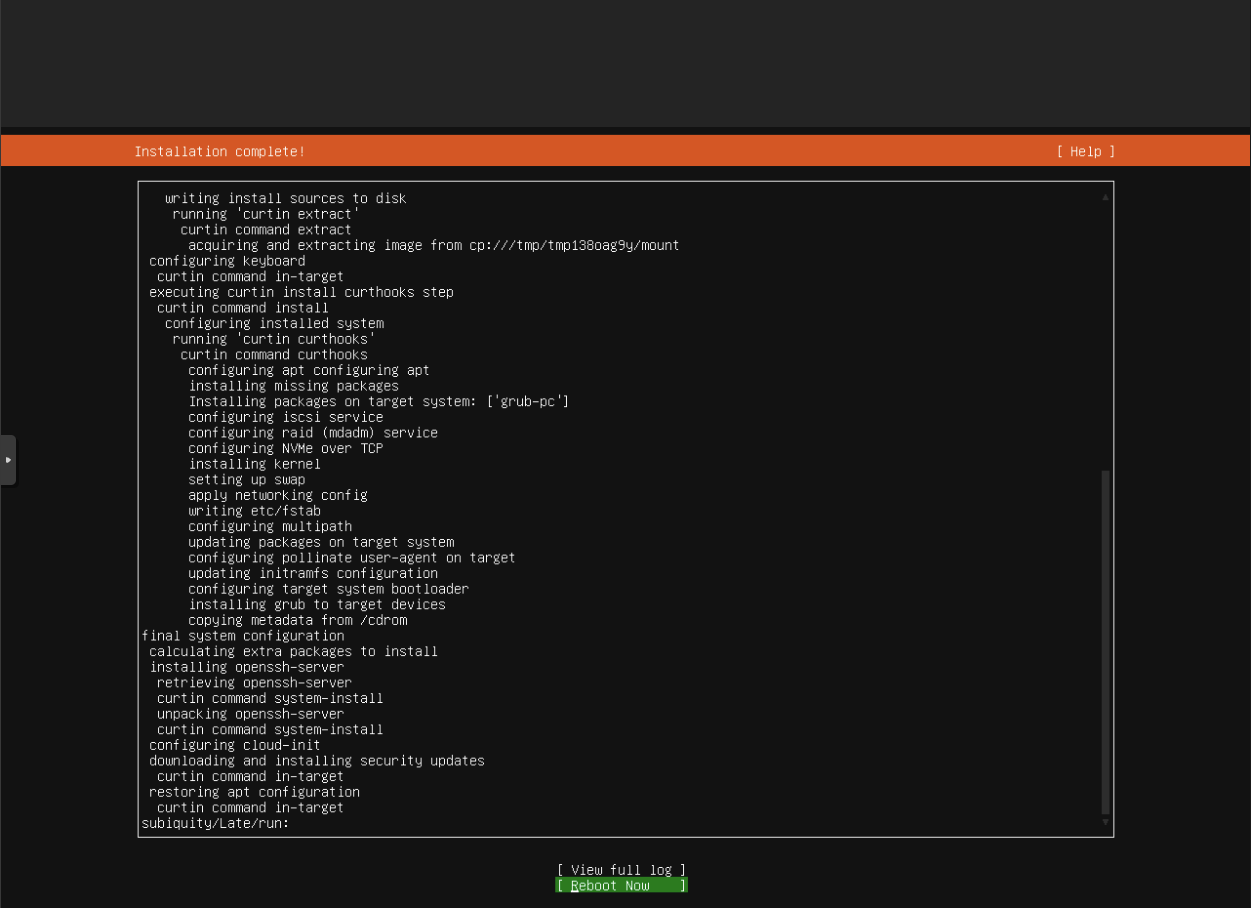 Installation complete! [ Help ]
writing install sources to disk
running 'curtin extract'
curtin command extract
acquiring and extracting image from cp:///tmp/tmp138oag9y/mount
configuring keyboard
curtin command in-target
executing curtin install curthooks step
curtin command install
configuring installed system
running 'curtin curthooks'
curtin command curthooks
configuring apt configuring apt
installing missing packages
Installing packages on target system: ['grub-pc']
configuring iscsi service
configuring raid (mdadm) service
configuring NVMe over TCP
installing kernel
setting up swap
apply networking config
writing etc/fstab
configuring multipath
updating packages on target system
configuring pollinate user-agent on target
updating initramfs configuration
configuring target system bootloader
installing grub to target devices
copying metadata from /cdrom
final system configuration
calculating extra packages to install
installing openssh-server
retrieving openssh-server
curtin command system-install
unpacking openssh-server
curtin command system-install
configuring cloud-init
downloading and installing security updates
curtin command in-target
restoring apt configuration
curtin command in-target
subiquity/Late/run:
[ View full log ]
[ Reboot Now ]